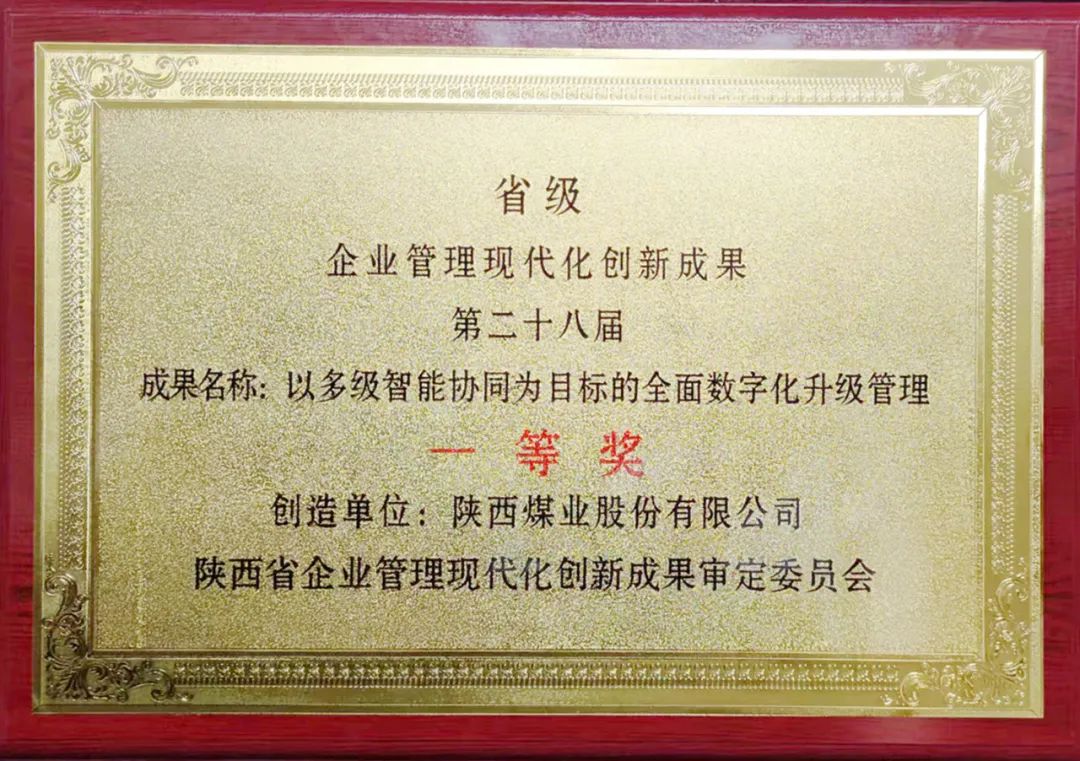 省级
企业管理现代化创新成果
第二十八届
成果名称：以多级智能协同为目标的全面数字化升级管理
一等奖
创造单位：陕西煤业股份有限公司
陕西省企业管理现代化创新成果审定委员会